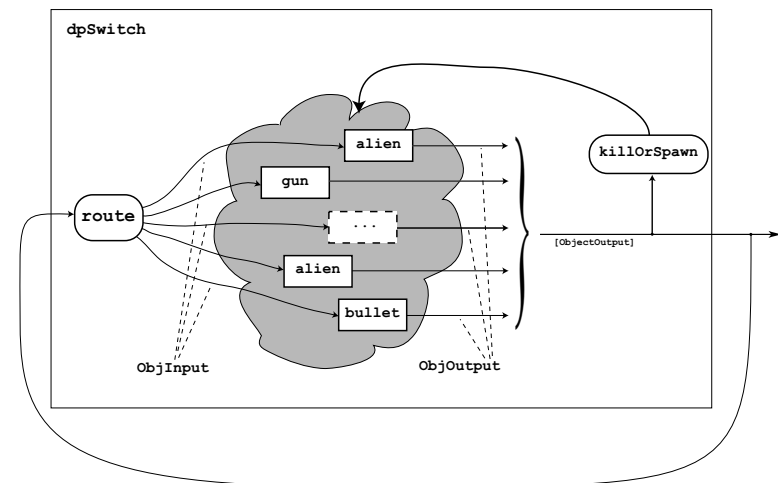 dpSwitch
alien
killOrSpawn
gun
route
...
[ObjectOutput]
alien
bullet
ObjInput
ObjOutput